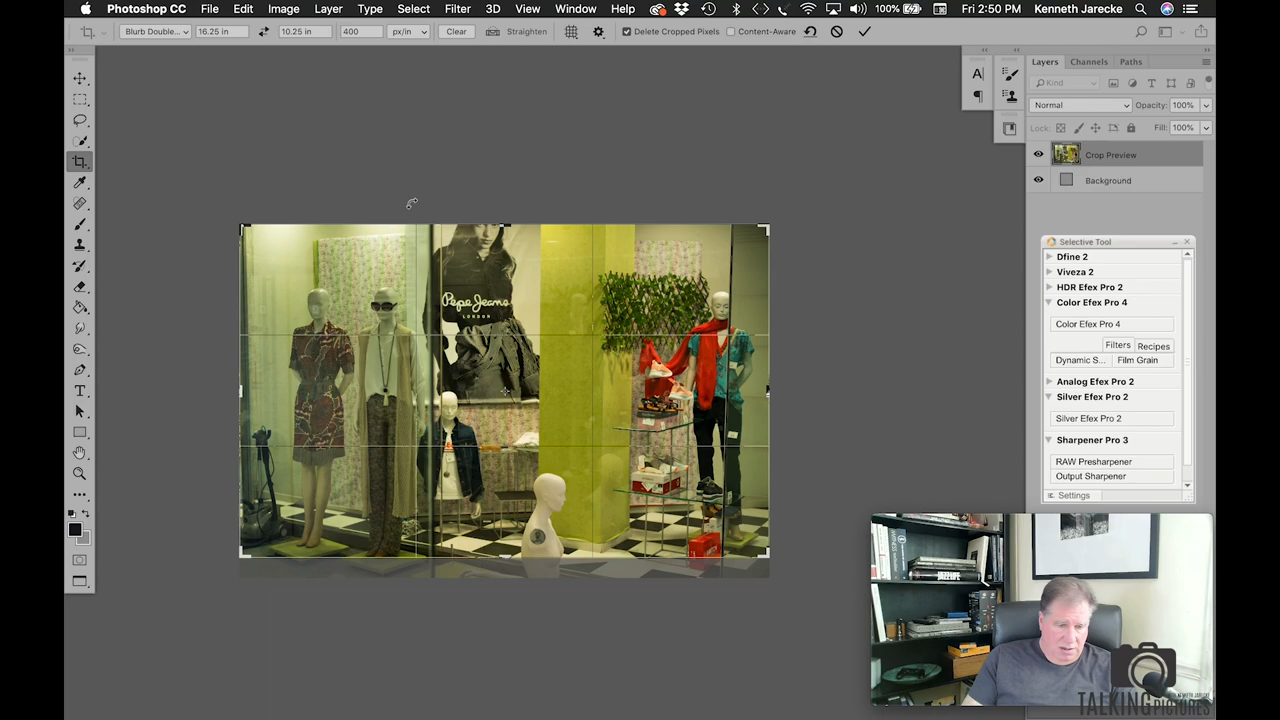 Photoshop CC File Edit Image Layer Type Select Filter 3D View Window Help 100% Fri 2:50 PM Kenneth Jarecke
Blurb Double... 16.25 in 10.25 in 400 px/in Clear Straighten Delete Cropped Pixels Content-Aware
Layers Channels Paths
Kind
Normal Opacity: 100%
Lock: Fill: 100%
Crop Preview
Background
Selective Tool
Dfine 2
Viveza 2
HDR Efex Pro 2
Color Efex Pro 4
Color Efex Pro 4
Filters Recipes
Dynamic S... Film Grain
Analog Efex Pro 2
Silver Efex Pro 2
Silver Efex Pro 2
Sharpener Pro 3
RAW Presharpener
Output Sharpener
Settings
Pepe Jeans
LONDON
JAZZ LIFE
TALKING PICTURES